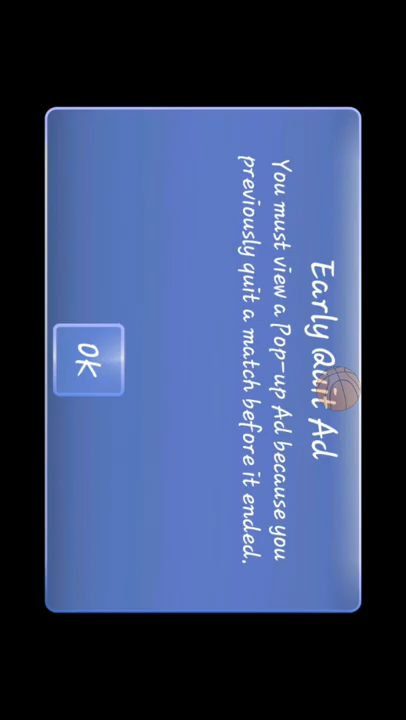 Early Quit Ad
You must view a Pop-up Ad because you
previously quit a match before it ended.
OK